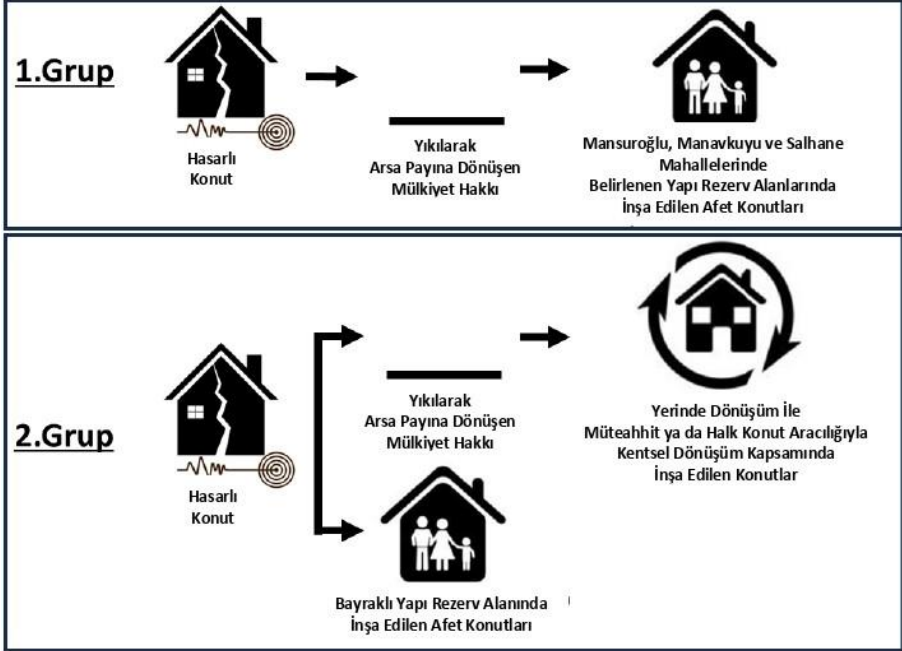 1.Grup
Hasarlı
Konut
Yıkılarak
Arsa Payına Dönüşen
Mülkiyet Hakkı
Mansuroğlu, Manavkuyu ve Salhane
Mahallelerinde
Belirlenen Yapı Rezerv Alanlarında
İnşa Edilen Afet Konutları
2.Grup
Hasarlı
Konut
Yıkılarak
Arsa Payına Dönüşen
Mülkiyet Hakkı
Yerinde Dönüşüm İle
Müteahhit ya da Halk Konut Aracılığıyla
Kentsel Dönüşüm Kapsamında
İnşa Edilen Konutlar
Bayraklı Yapı Rezerv Alanında
İnşa Edilen Afet Konutları